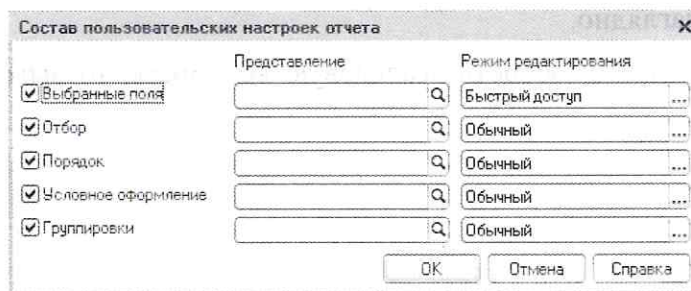 Состав пользовательских настроек отчета
Представление Режим редактирования
Выбранные поля Быстрый доступ ...
Отбор Обычный ...
Порядок Обычный ...
Условное оформление Обычный ...
Группировки Обычный ...
OK Отмена Справка